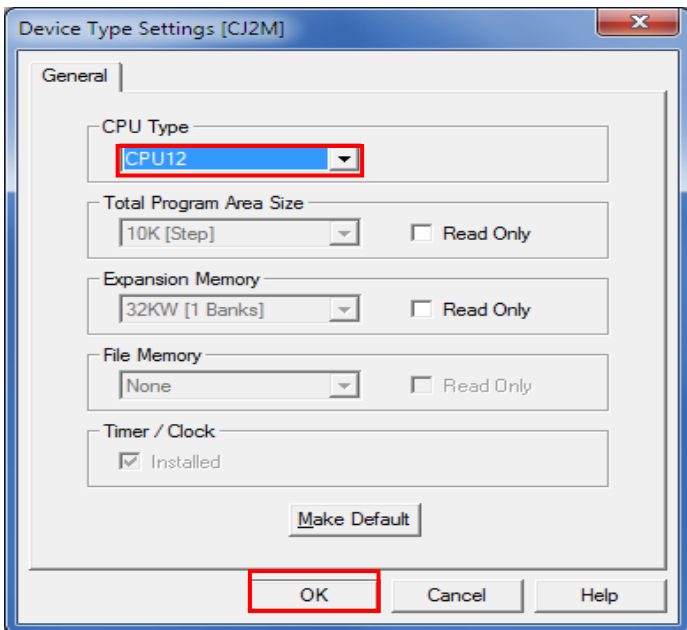 Device Type Settings [CJ2M]
General
CPU Type
CPU12
Total Program Area Size
10K [Step]
Read Only
Expansion Memory
32KW [1 Banks]
Read Only
File Memory
None
Read Only
Timer / Clock
Installed
Make Default
OK Cancel Help